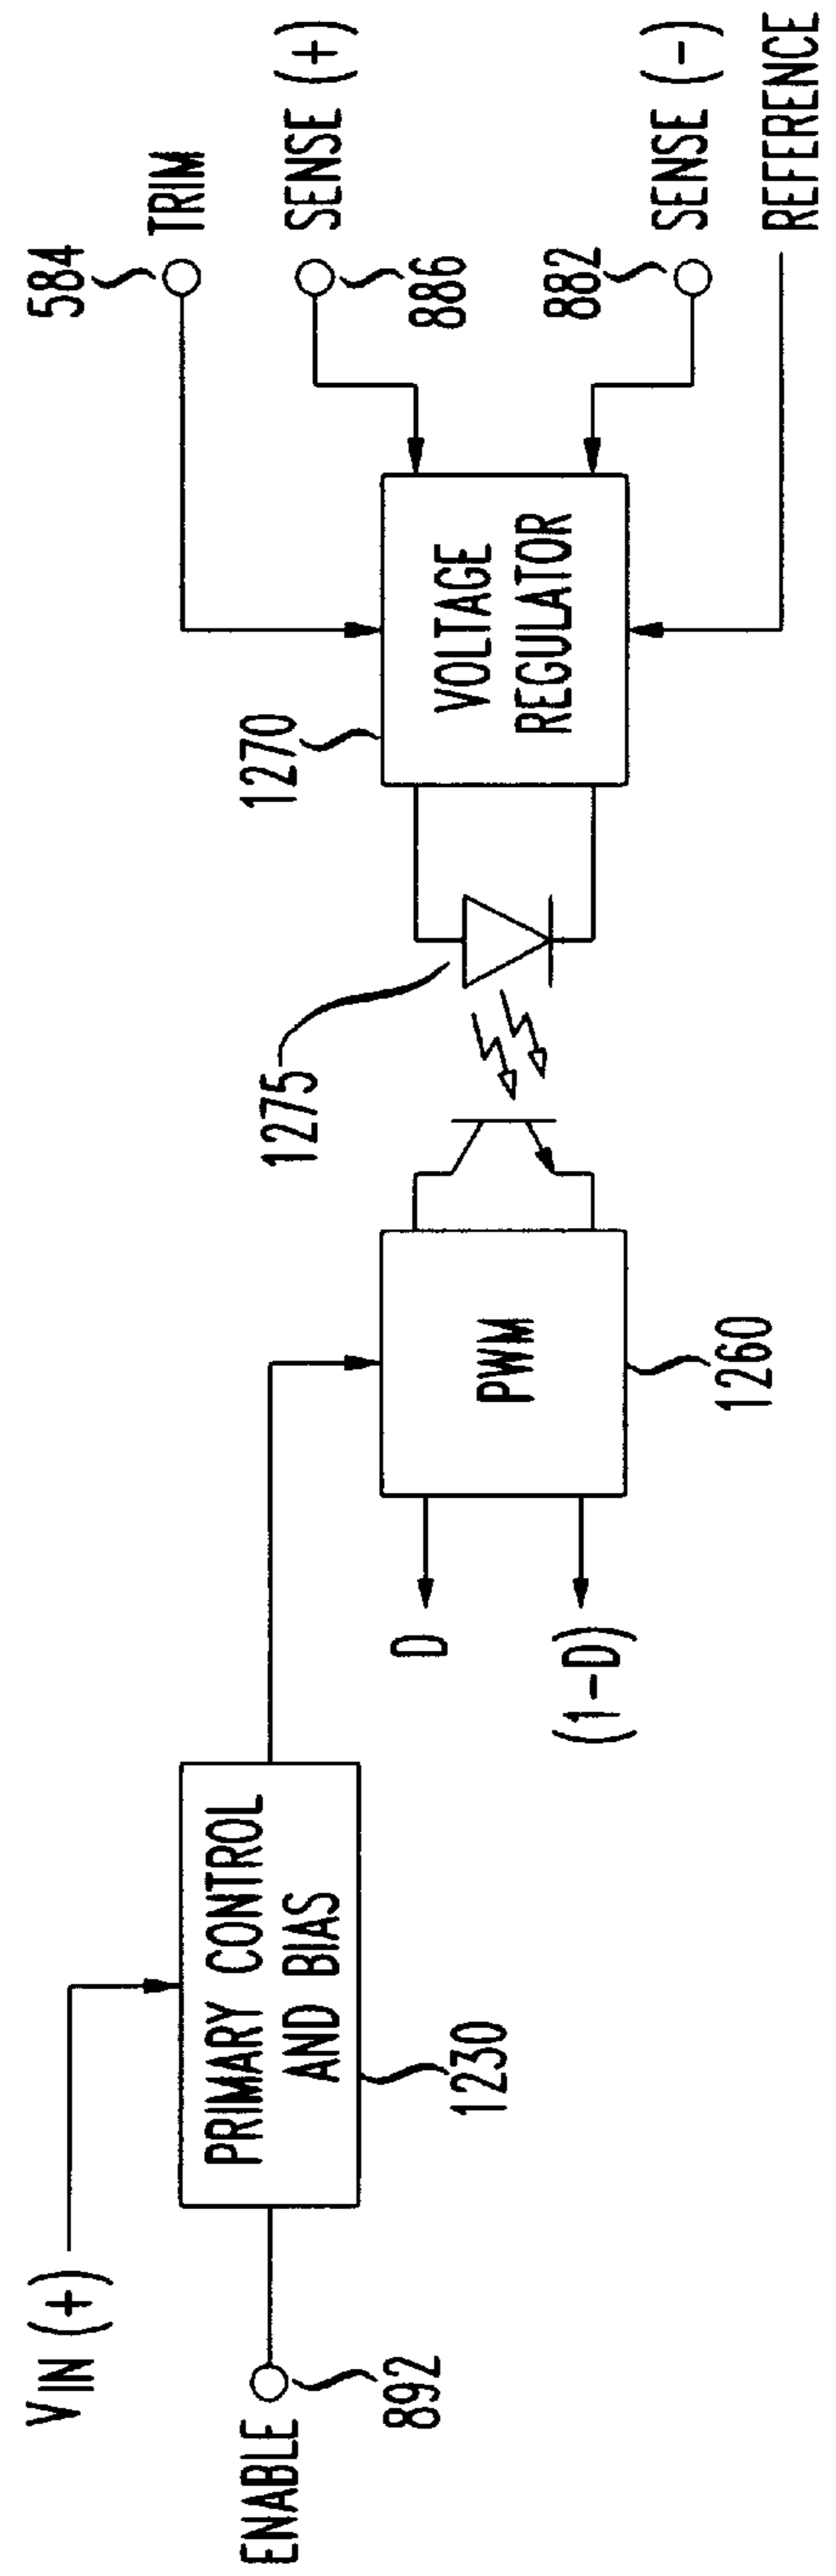 584
TRIM
SENSE (+)
886
882
SENSE (-)
REFERENCE
1270
VOLTAGE
REGULATOR
1275
PWM
1260
D
(1-D)
VIN (+)
PRIMARY CONTROL
AND BIAS
1230
ENABLE
892